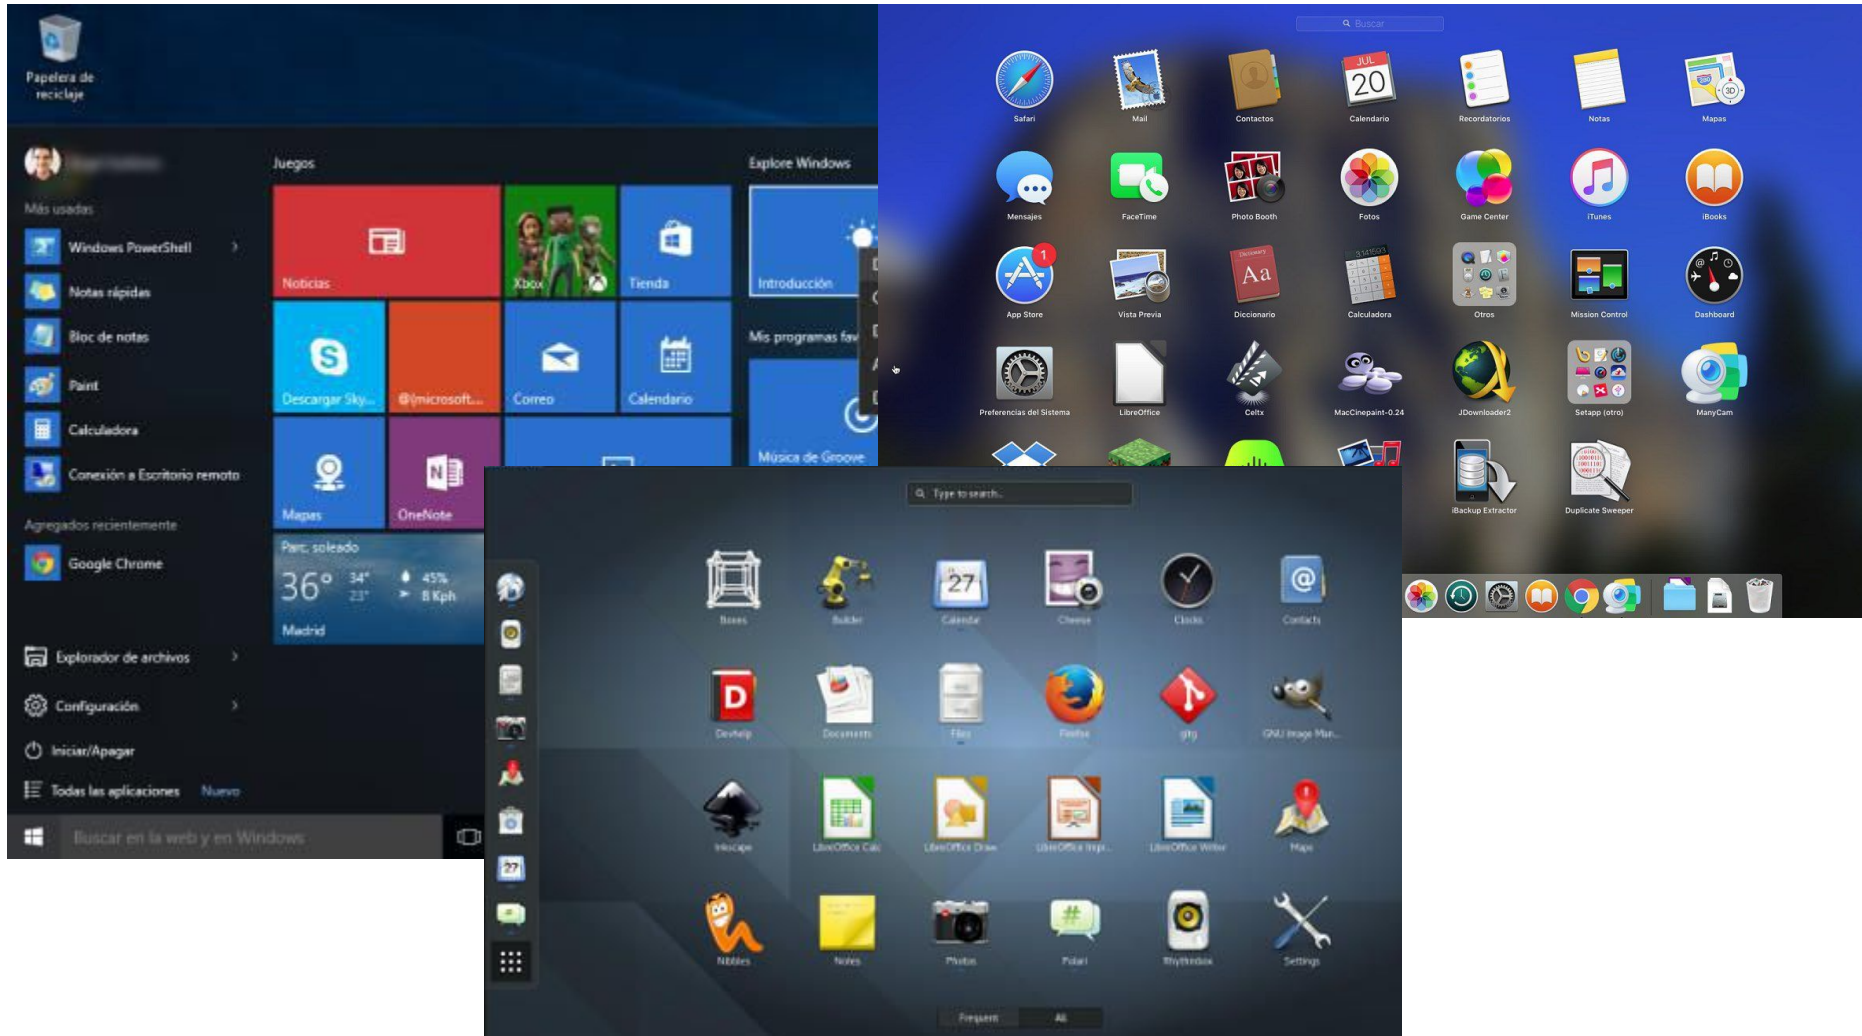 Papelera de
reciclaje
Más usadas
Windows PowerShell
Notas rápidas
Bloc de notas
Paint
Calculadora
Conexión a Escritorio remoto
Agregados recientemente
Google Chrome
Explorador de archivos
Configuración
Iniciar/Apagar
Todas las aplicaciones Nuevo
Buscar en la web y en Windows
Juegos
Noticias
Xbox
Tienda
Descargar Sky...
@{microsoft...
Correo
Calendario
Mapas
OneNote
Parc. soleado
36° 34° 45%
23° 8 Kph
Madrid
Explore Windows
Introducción
Mis programas fav
Música de Groove
Buscar
JUL
20
Safari Mail Contactos Calendario Recordatorios Notas Mapas
3D
Mensajes FaceTime Photo Booth Fotos Game Center iTunes iBooks
1
Dictionary
Aa
App Store Vista Previa Diccionario Calculadora Otros Mission Control Dashboard
Preferencias del Sistema LibreOffice Celtx MacCinepaint-0.24 JDownloader2 Setapp (otro) ManyCam
iBackup Extractor Duplicate Sweeper
Type to search...
27
@
Boxes Builder Calendar Cheese Clocks Contacts
D
Devhelp Documents Files Firefox gitg GNU Image Man...
Inkscape LibreOffice Calc LibreOffice Draw LibreOffice Impr... LibreOffice Writer Maps
27
#
Nibbles Notes Photos Polari Rhythmbox Settings
Frequent All